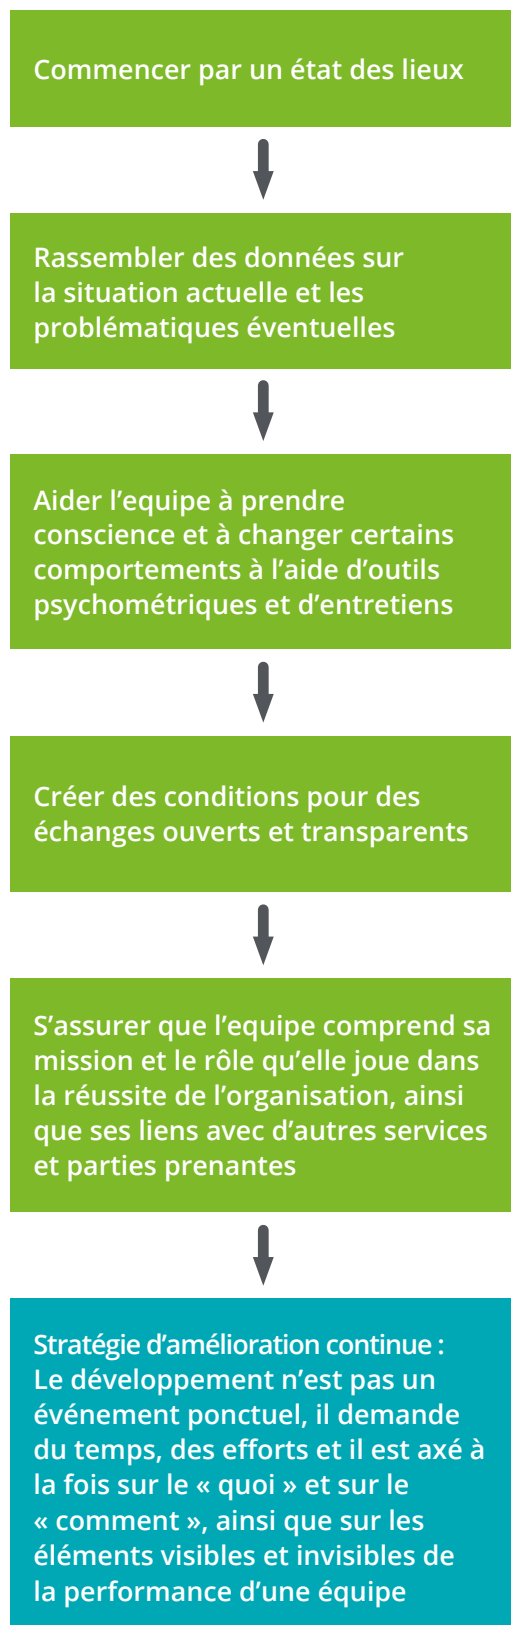 Commencer par un état des lieux
Rassembler des données sur
la situation actuelle et les
problématiques éventuelles
Aider l’equipe à prendre
conscience et à changer certains
comportements à l’aide d’outils
psychométriques et d’entretiens
Créer des conditions pour des
échanges ouverts et transparents
S’assurer que l’equipe comprend sa
mission et le rôle qu’elle joue dans
la réussite de l’organisation, ainsi
que ses liens avec d’autres services
et parties prenantes
Stratégie d’amélioration continue :
Le développement n’est pas un
événement ponctuel, il demande
du temps, des efforts et il est axé à
la fois sur le « quoi » et sur le
« comment », ainsi que sur les
éléments visibles et invisibles de
la performance d’une équipe